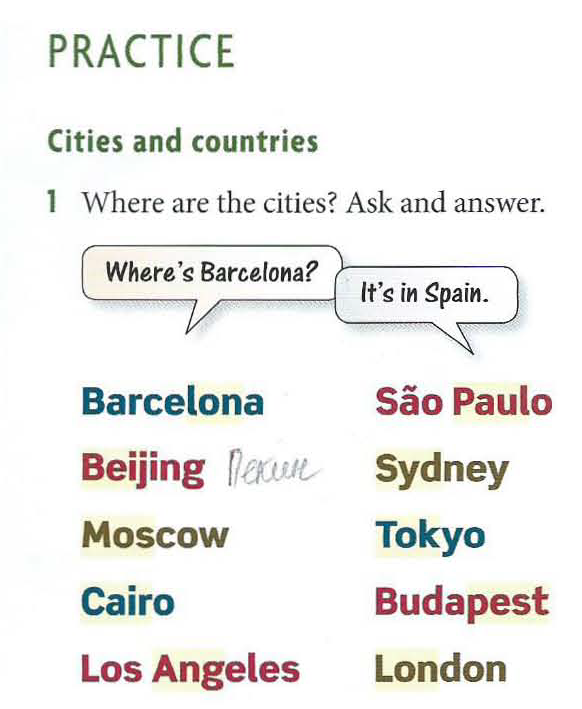 PRACTICE
Cities and countries
1 Where are the cities? Ask and answer.
Where's Barcelona?
It's in Spain.
Barcelona
Beijing Пекин
Moscow
Cairo
Los Angeles
São Paulo
Sydney
Tokyo
Budapest
London